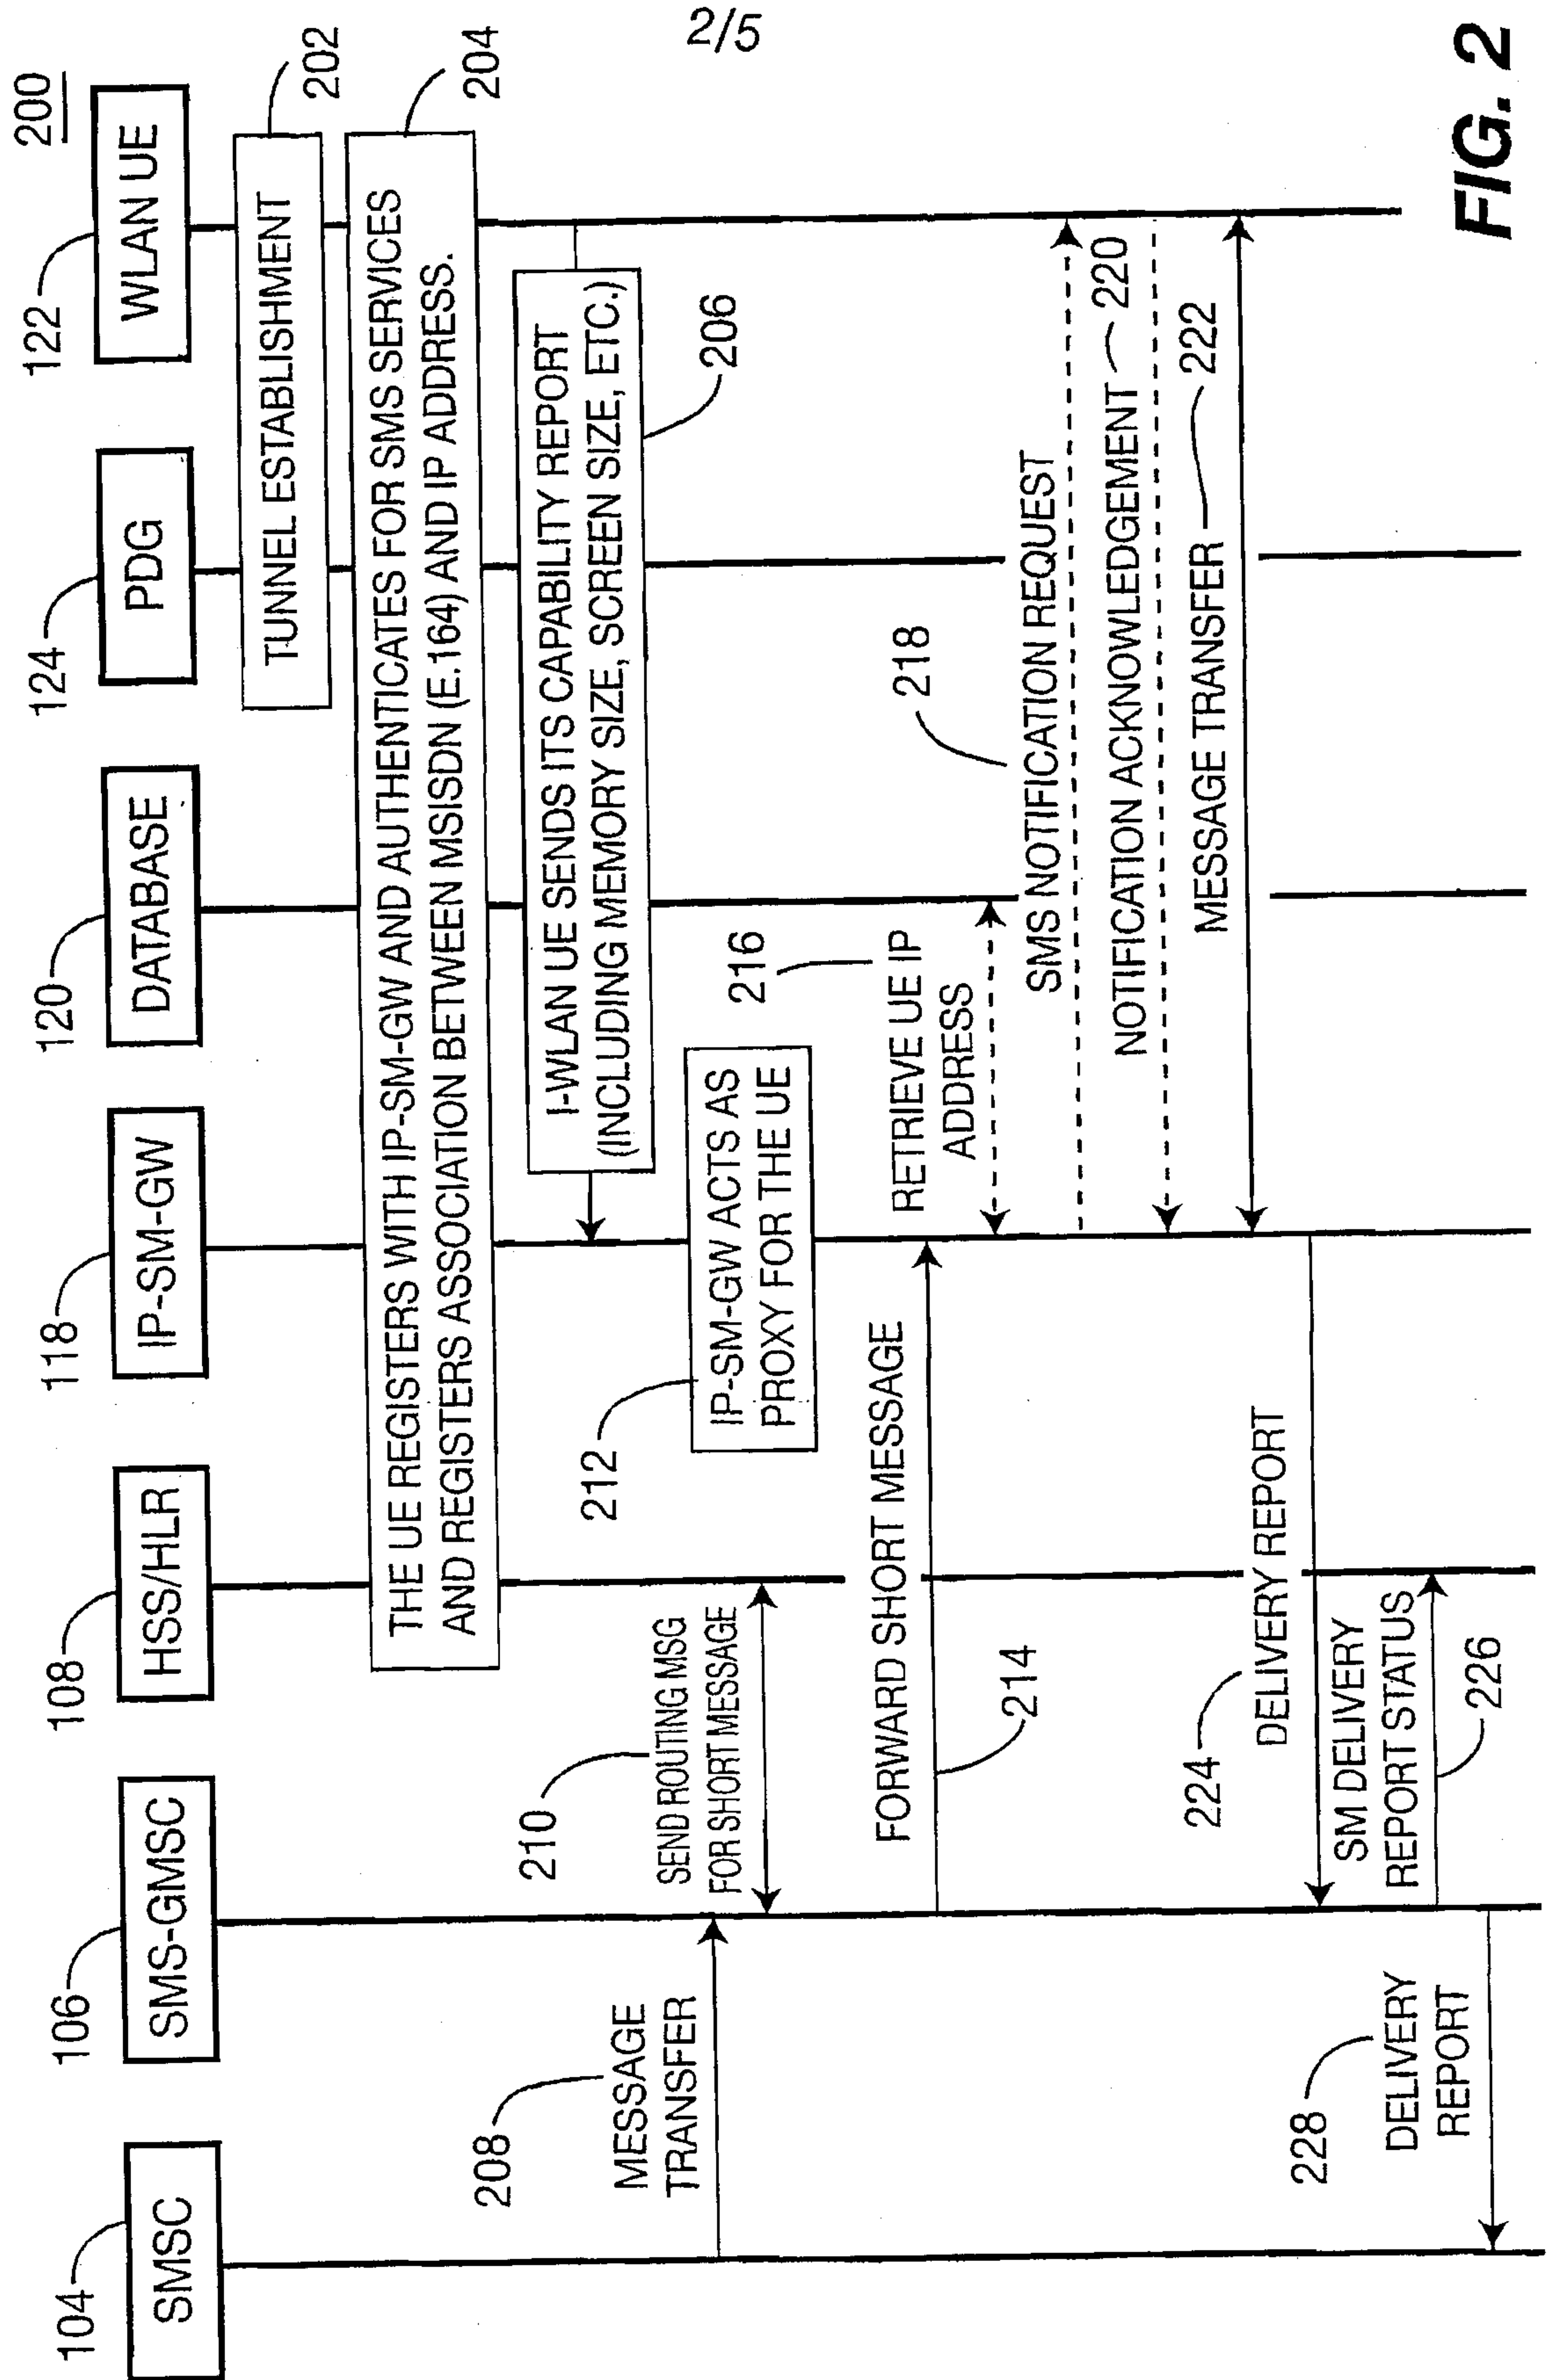 2/5
200
104
106
108
118
120
124
122
SMSC
SMS-GMSC
HSS/HLR
IP-SM-GW
DATABASE
PDG
WLAN UE
TUNNEL ESTABLISHMENT
202
THE UE REGISTERS WITH IP-SM-GW AND AUTHENTICATES FOR SMS SERVICES
AND REGISTERS ASSOCIATION BETWEEN MSISDN (E.164) AND IP ADDRESS.
204
I-WLAN UE SENDS ITS CAPABILITY REPORT
(INCLUDING MEMORY SIZE, SCREEN SIZE, ETC.)
206
208
MESSAGE
TRANSFER
210
SEND ROUTING MSG
FOR SHORT MESSAGE
212
IP-SM-GW ACTS AS
PROXY FOR THE UE
FORWARD SHORT MESSAGE
214
216
RETRIEVE UE IP
ADDRESS
218
SMS NOTIFICATION REQUEST
NOTIFICATION ACKNOWLEDGEMENT
220
MESSAGE TRANSFER
222
224
DELIVERY REPORT
SM DELIVERY
REPORT STATUS
226
228
DELIVERY
REPORT
FIG. 2